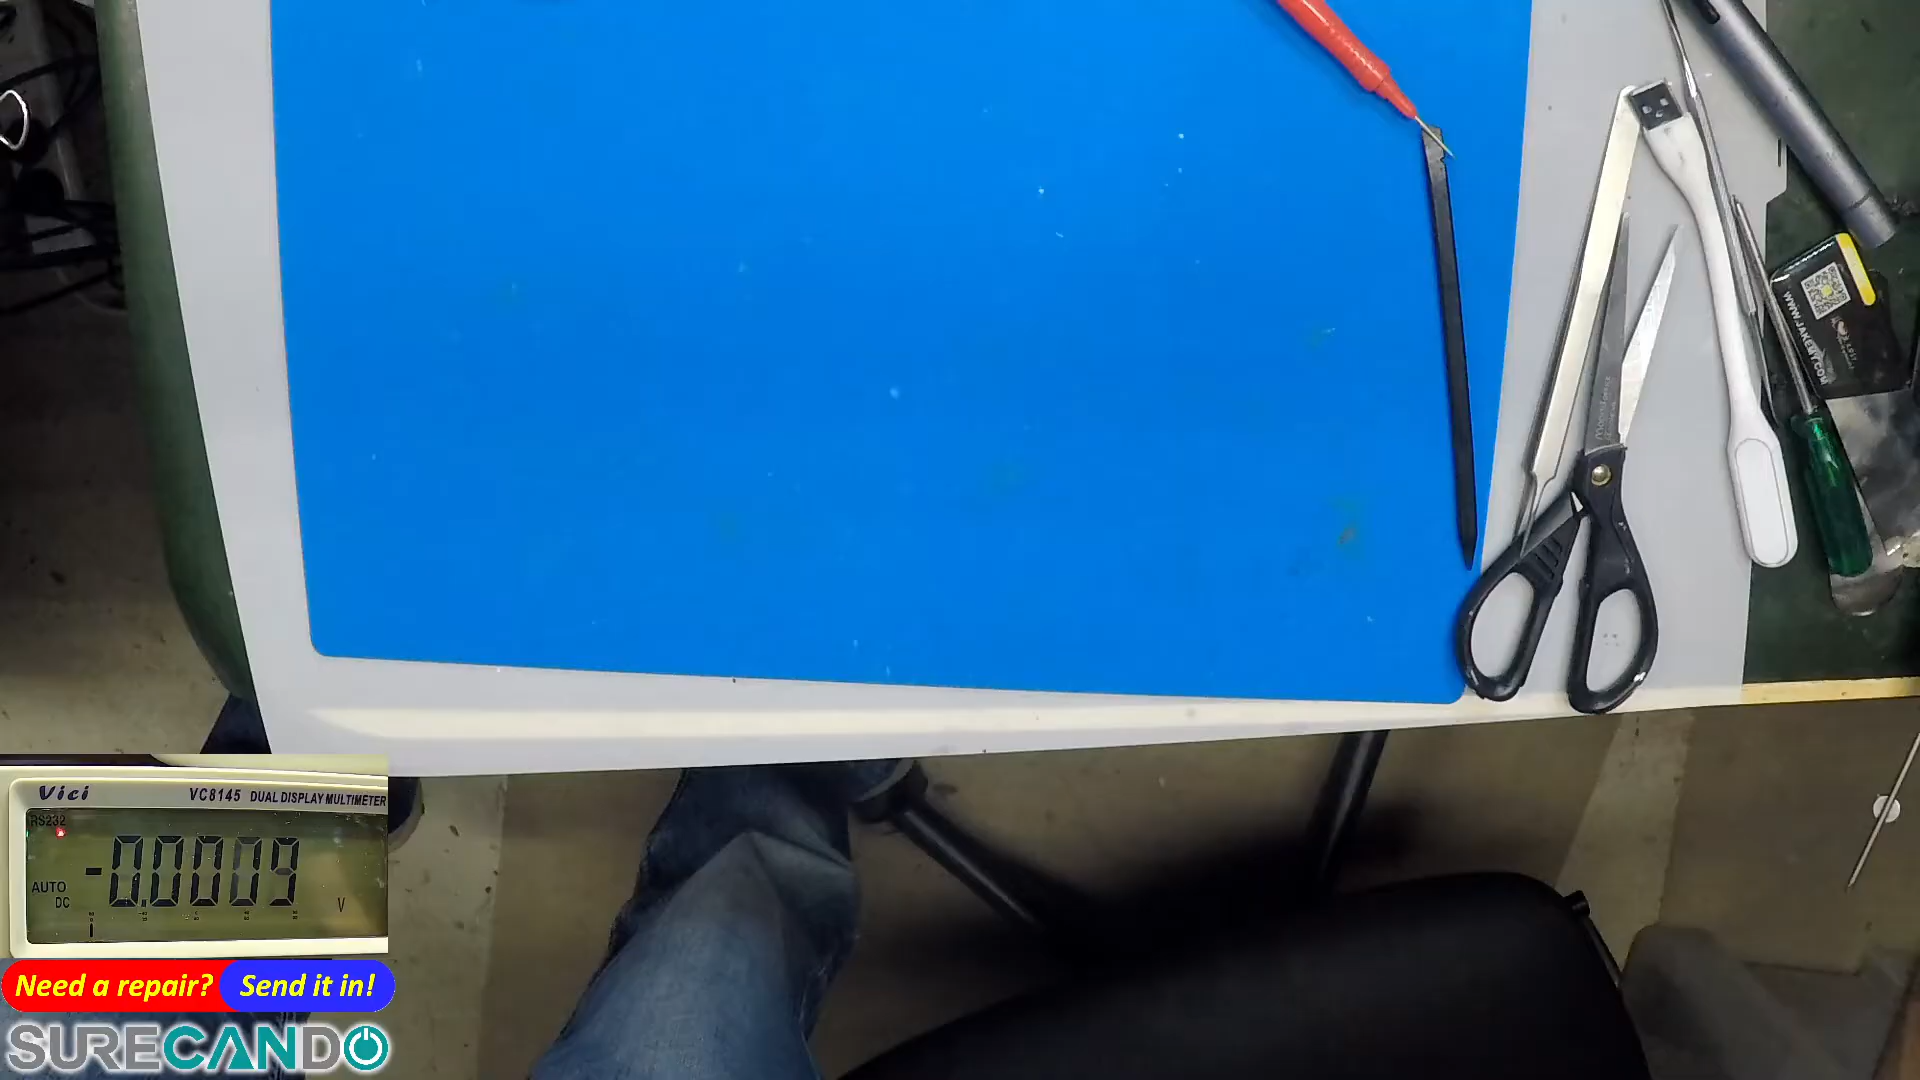 WWW.JAKEMY.COM
Vici
VC8145 DUAL DISPLAY MULTIMETER
RS232
-0.0009
AUTO
DC
V
Need a repair? Send it in!
SURECANDO